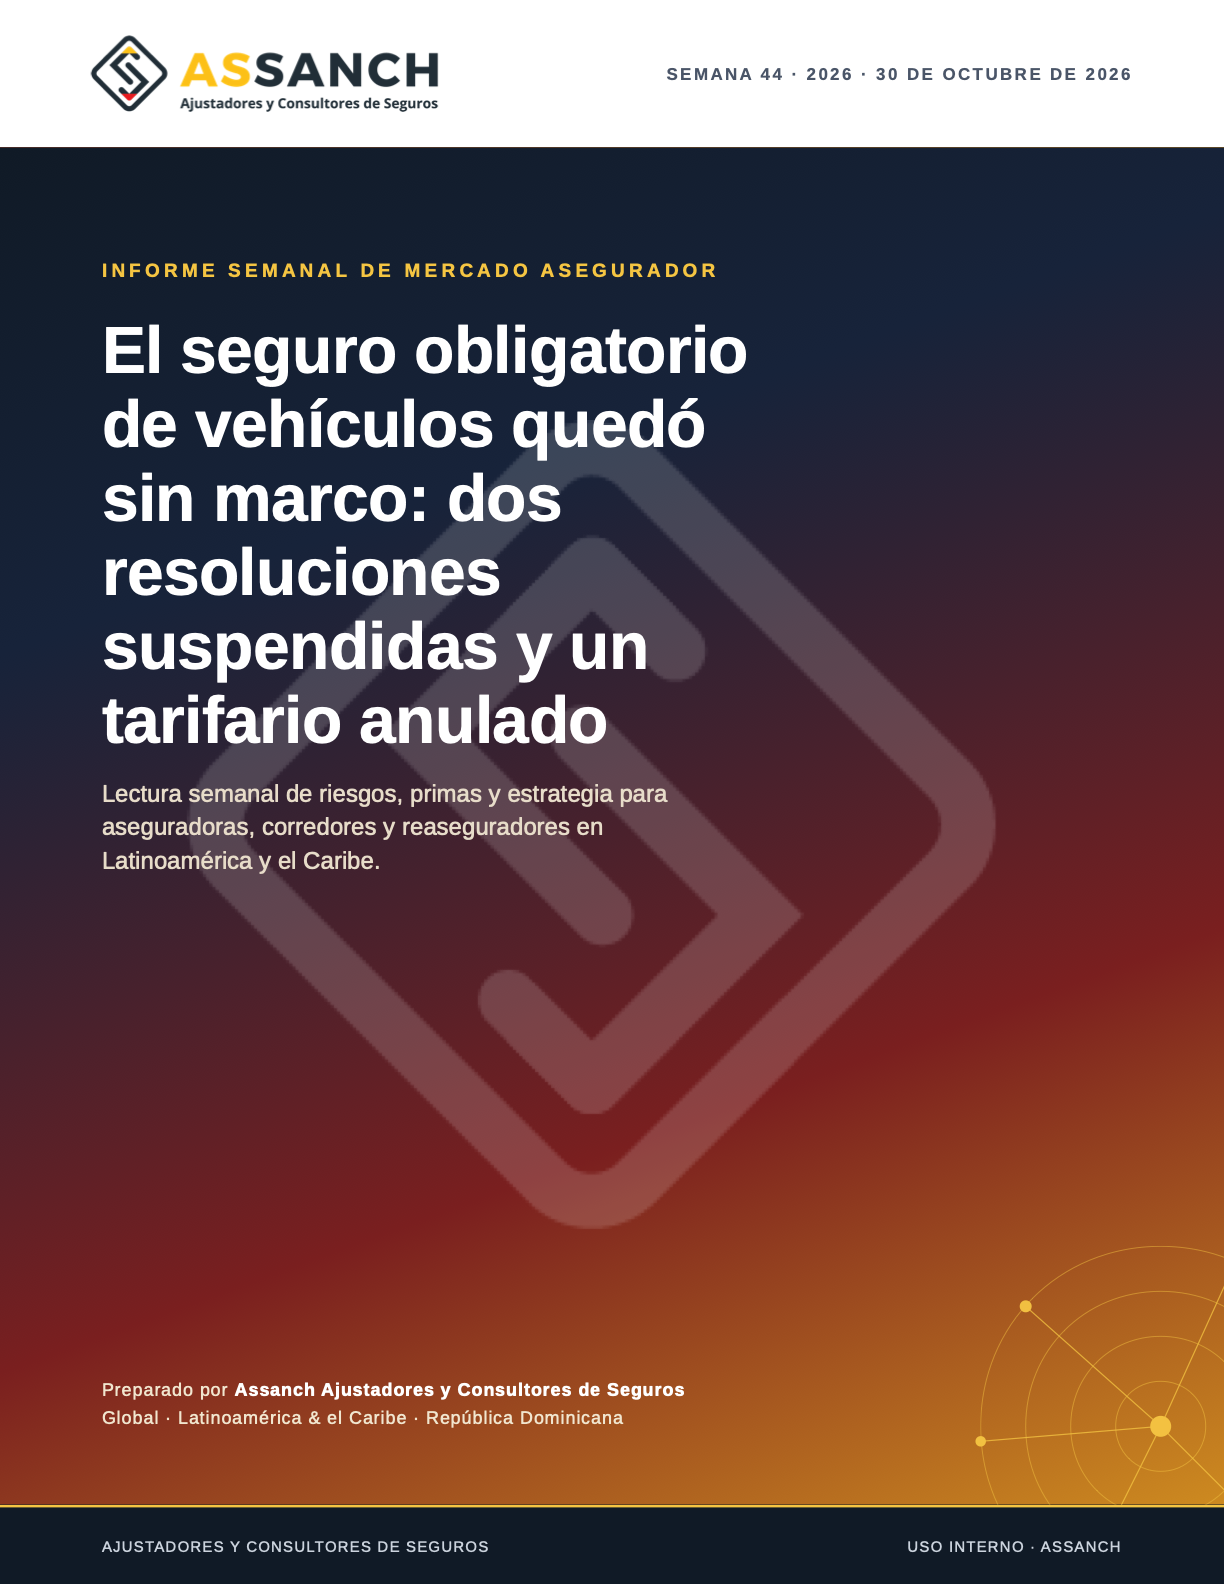 ASSANCH
Ajustadores y Consultores de Seguros
SEMANA 44 · 2026 · 30 DE OCTUBRE DE 2026
INFORME SEMANAL DE MERCADO ASEGURADOR
El seguro obligatorio
de vehículos quedó
sin marco: dos
resoluciones
suspendidas y un
tarifario anulado
Lectura semanal de riesgos, primas y estrategia para
aseguradoras, corredores y reaseguradores en
Latinoamérica y el Caribe.
Preparado por Assanch Ajustadores y Consultores de Seguros
Global · Latinoamérica & el Caribe · República Dominicana
AJUSTADORES Y CONSULTORES DE SEGUROS
USO INTERNO · ASSANCH